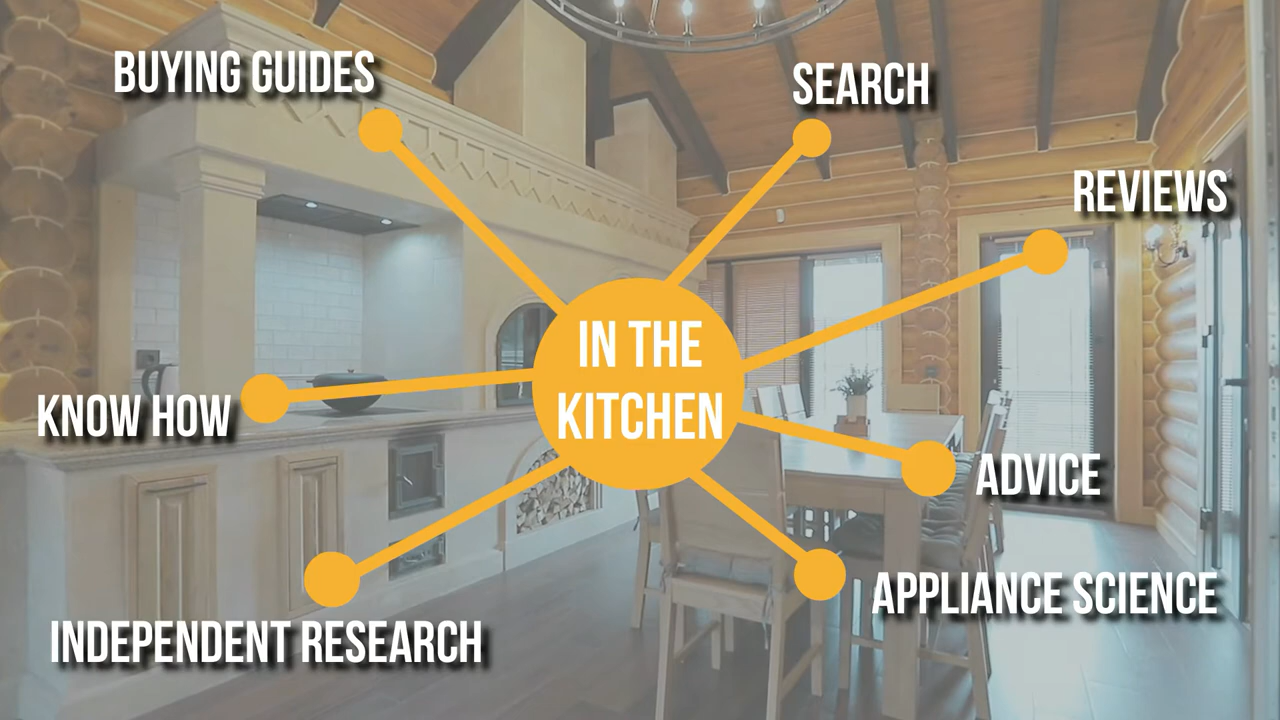 BUYING GUIDES
SEARCH
REVIEWS
IN THE
KITCHEN
KNOW HOW
ADVICE
APPLIANCE SCIENCE
INDEPENDENT RESEARCH